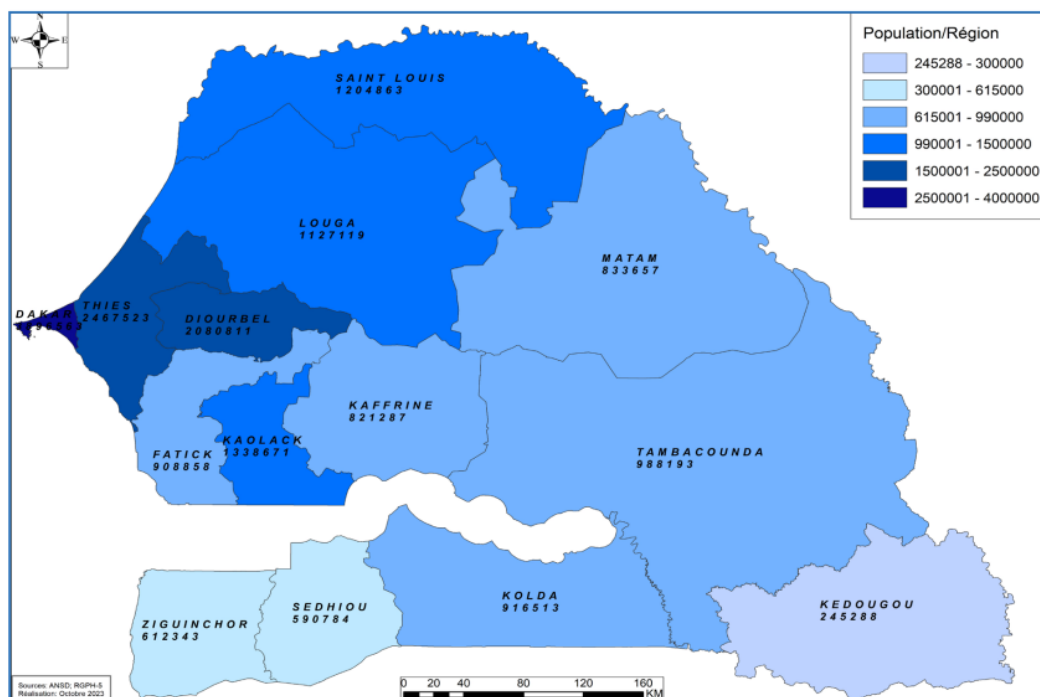 N
W E
S
Population/Région
245288 - 300000
300001 - 615000
615001 - 990000
990001 - 1500000
1500001 - 2500000
2500001 - 4000000
SAINT LOUIS
1204863
LOUGA
1127119
MATAM
833657
DAKAR
THIES
2467523
DIOURBEL
2080811
KAFFRINE
821287
FATICK
908858
KAOLACK
1338671
TAMBACOUNDA
988193
ZIGUINCHOR
612343
SEDHIOU
590784
KOLDA
916513
KEDOUGOU
245288
Sources: ANSD; RGPH-5
Réalisation: Octobre 2023
0 20 40 80 120 160
KM